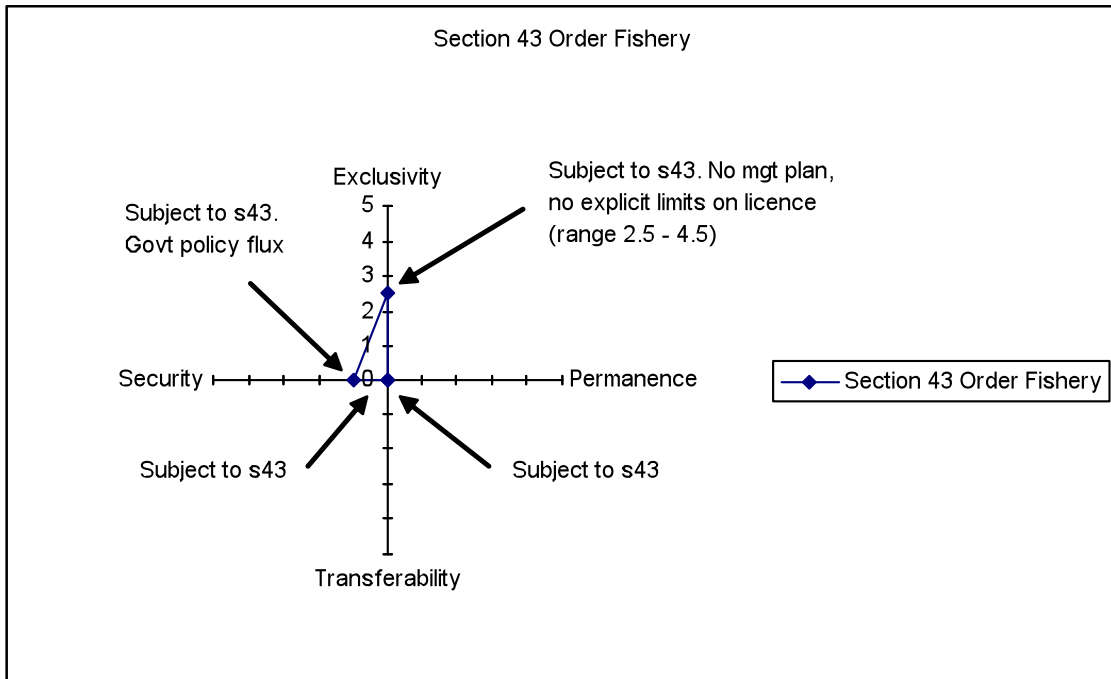 Section 43 Order Fishery
Subject to s43. No mgt plan,
no explicit limits on licence
(range 2.5 - 4.5)
Exclusivity
Subject to s43.
Govt policy flux
5
4
3
2
1
0
Security
Permanence
Section 43 Order Fishery
Subject to s43
Subject to s43
Transferability